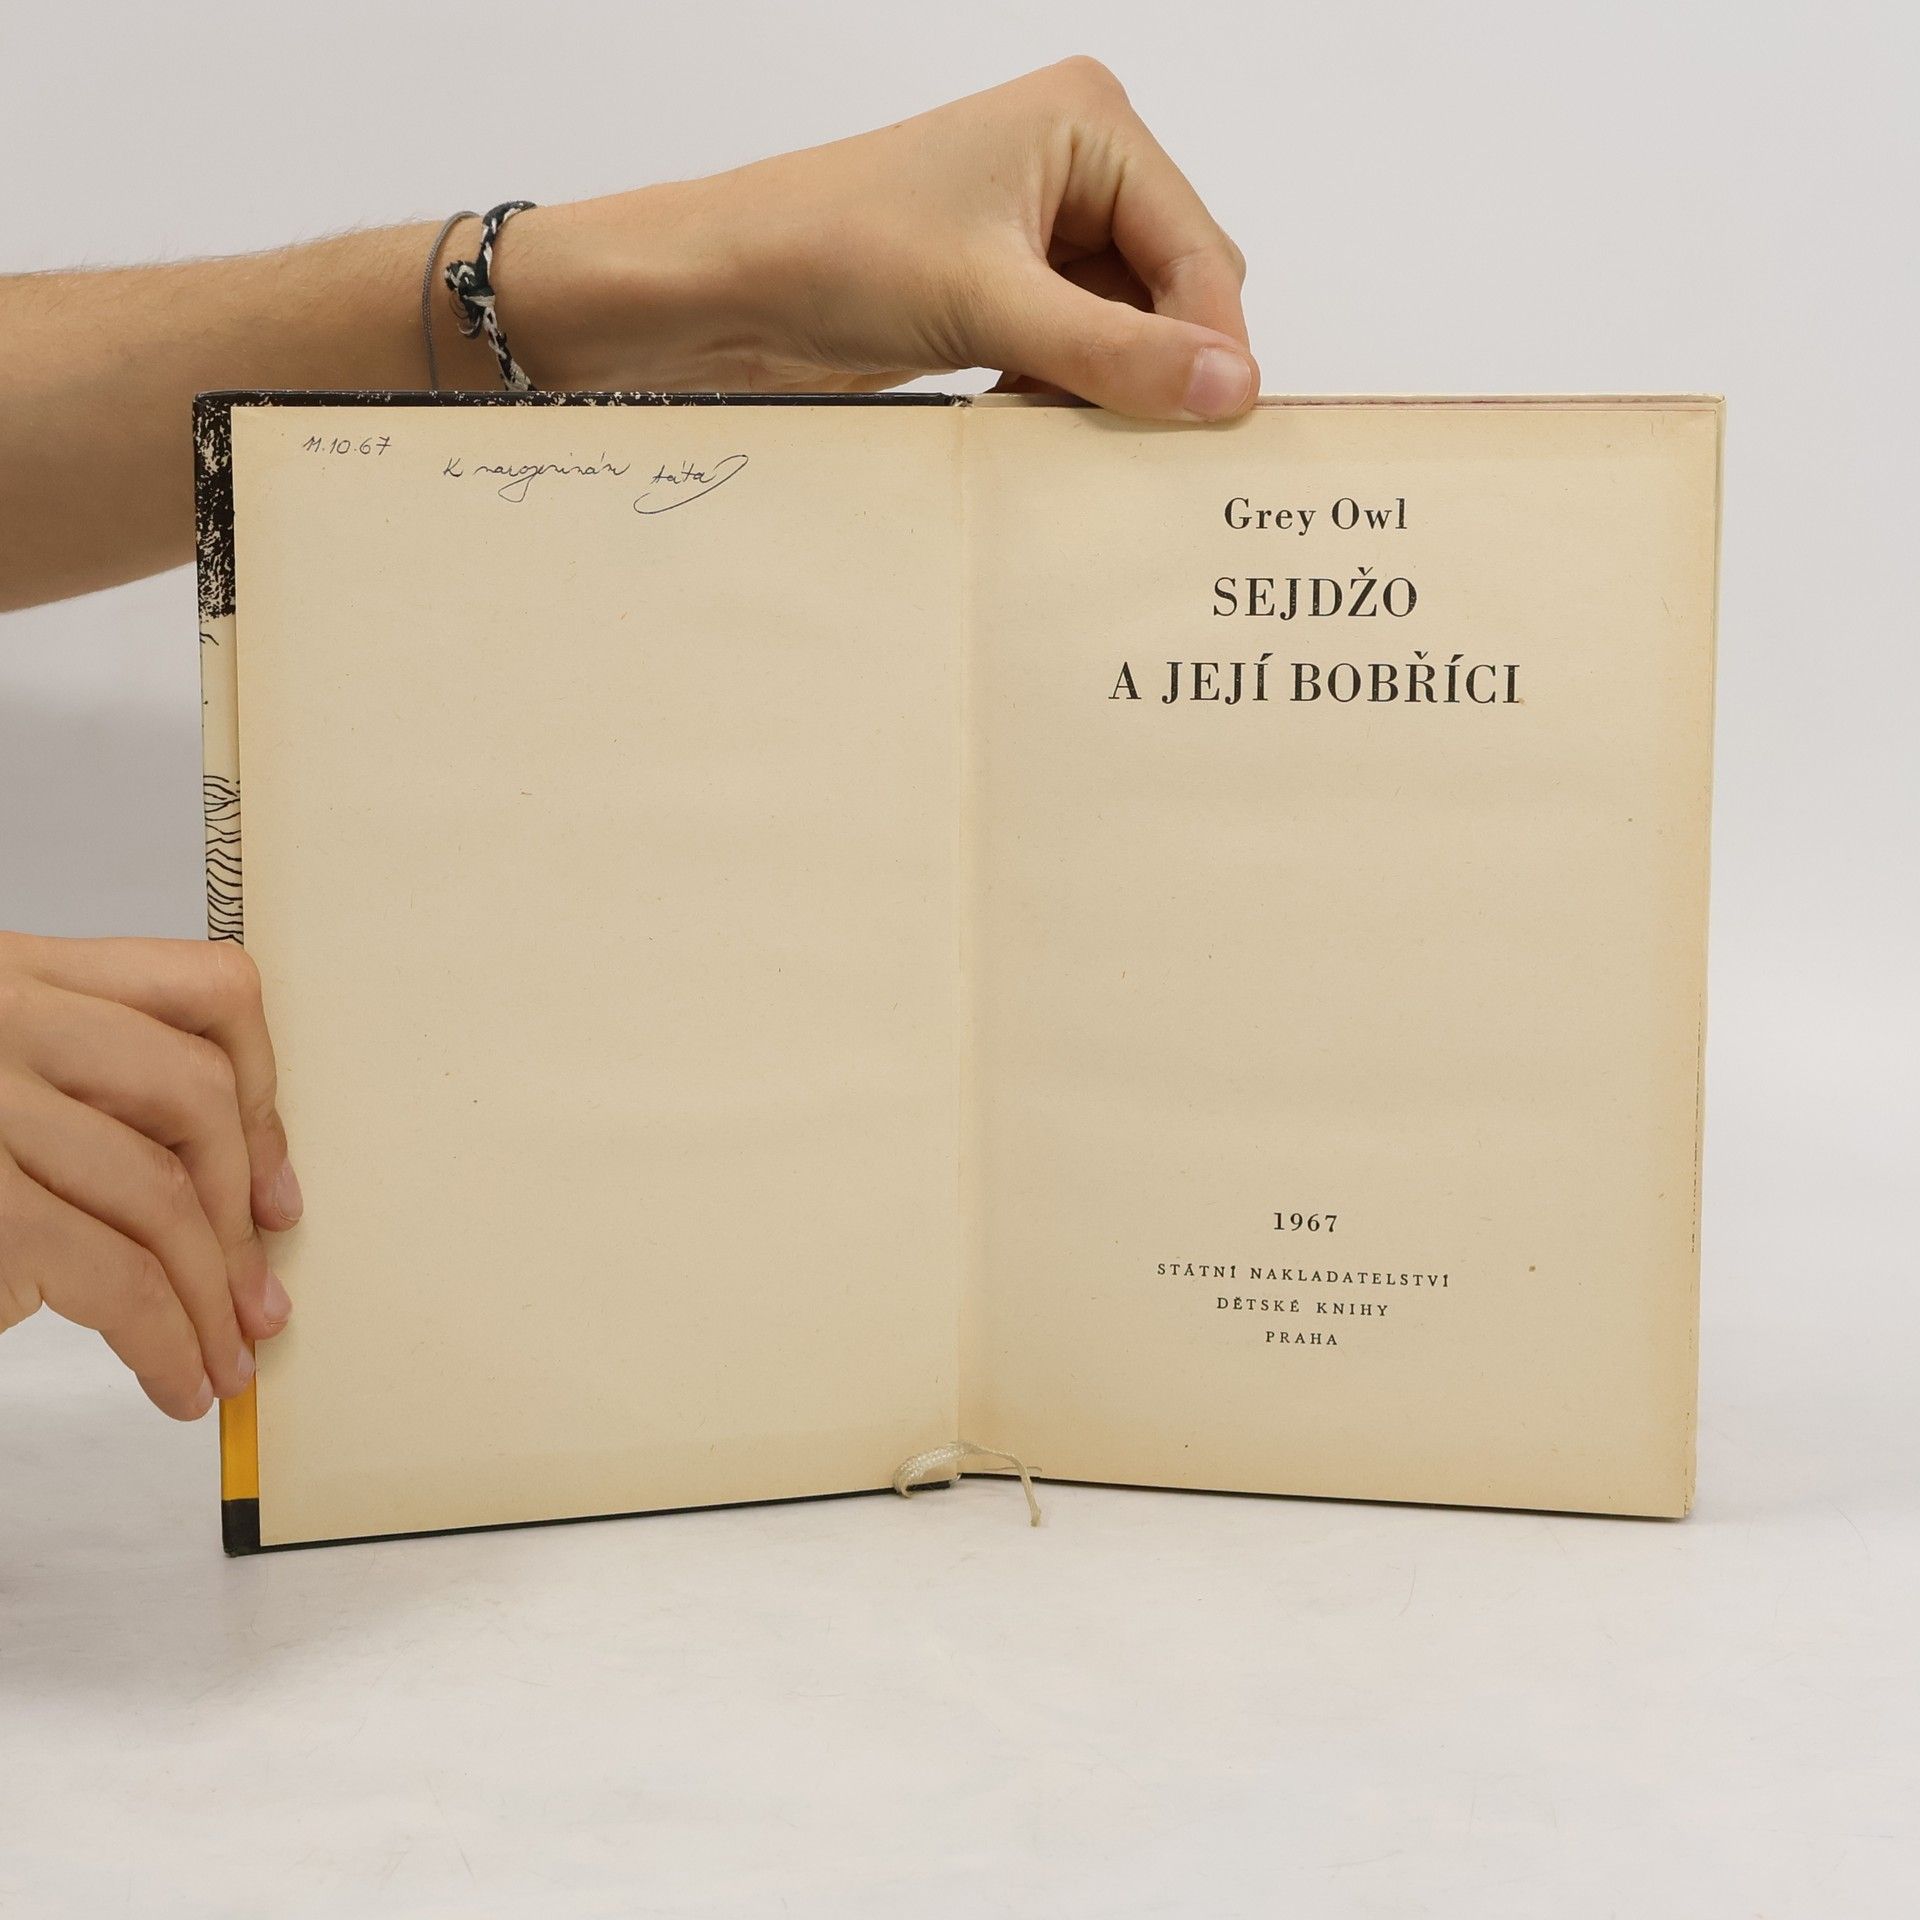 11.10.67
K narozeninám táta
Grey Owl
SEJDŽO
A JEJÍ BOBŘÍCI
1967
STÁTNÍ NAKLADATELSTVÍ
DĚTSKÉ KNIHY
PRAHA